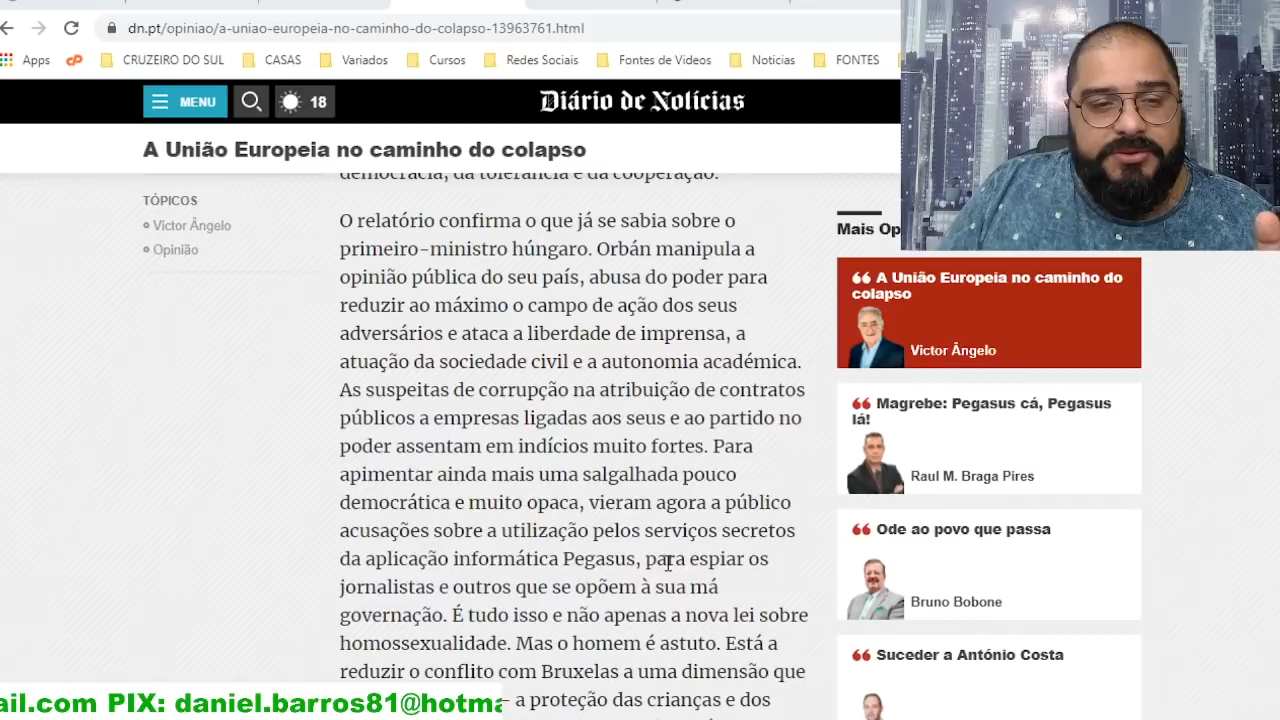 dn.pt/opiniao/a-uniao-europeia-no-caminho-do-colapso-13963761.html
Apps
CRUZEIRO DO SUL
CASAS
Variados
Cursos
Redes Sociais
Fontes de Videos
Noticias
FONTES
MENU
18
Diário de Notícias
A União Europeia no caminho do colapso
TÓPICOS
Victor Ângelo
Opinião
democracia, da tolerância e da cooperação.
O relatório confirma o que já se sabia sobre o
primeiro-ministro húngaro. Orbán manipula a
opinião pública do seu país, abusa do poder para
reduzir ao máximo o campo de ação dos seus
adversários e ataca a liberdade de imprensa, a
atuação da sociedade civil e a autonomia académica.
As suspeitas de corrupção na atribuição de contratos
públicos a empresas ligadas aos seus e ao partido no
poder assentam em indícios muito fortes. Para
apimentar ainda mais uma salgalhada pouco
democrática e muito opaca, vieram agora a público
acusações sobre a utilização pelos serviços secretos
da aplicação informática Pegasus, para espiar os
jornalistas e outros que se opõem à sua má
governação. É tudo isso e não apenas a nova lei sobre
homossexualidade. Mas o homem é astuto. Está a
reduzir o conflito com Bruxelas a uma dimensão que
- a proteção das crianças e dos
Mais Op
A União Europeia no caminho do
colapso
Victor Ângelo
Magrebe: Pegasus cá, Pegasus
lá!
Raul M. Braga Pires
Ode ao povo que passa
Bruno Bobone
Suceder a António Costa
ail.com PIX: daniel.barros81@hotma